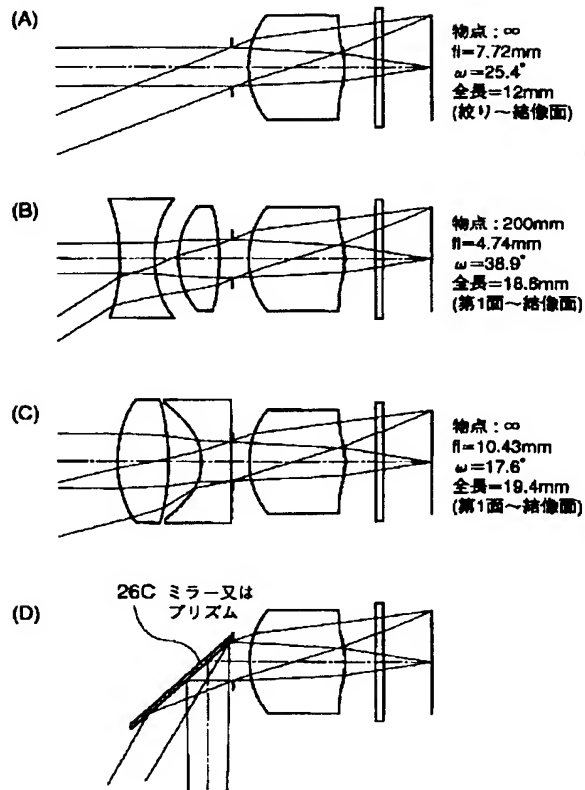 (A)
物点：∞
fl=7.72mm
ω=25.4°
全長=12mm
(絞り～結像面)
(B)
物点：200mm
fl=4.74mm
ω=38.9°
全長=18.8mm
(第1面～結像面)
(C)
物点：∞
fl=10.43mm
ω=17.6°
全長=19.4mm
(第1面～結像面)
(D)
26C ミラー又は
プリズム